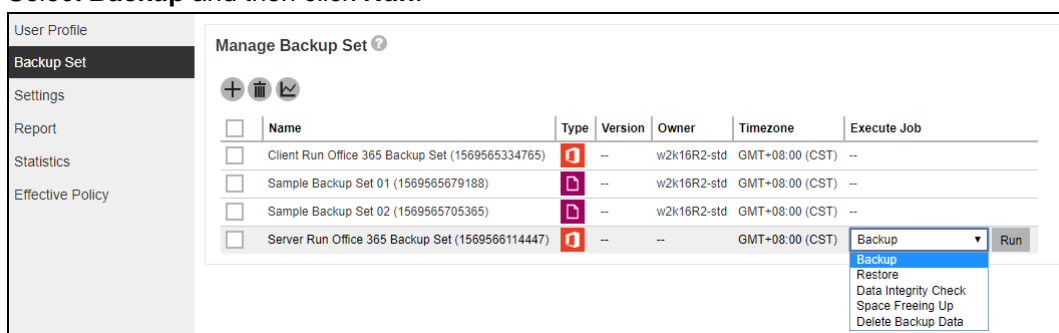 Select Backup and then click Run.
User Profile
Backup Set
Settings
Report
Statistics
Effective Policy
Manage Backup Set ?
Name Type Version Owner Timezone Execute Job
Client Run Office 365 Backup Set (1569565334765) -- w2k16R2-std GMT+08:00 (CST) --
Sample Backup Set 01 (1569565679188) -- w2k16R2-std GMT+08:00 (CST) --
Sample Backup Set 02 (1569565705365) -- w2k16R2-std GMT+08:00 (CST) --
Server Run Office 365 Backup Set (1569566114447) -- -- GMT+08:00 (CST) Backup Run
Backup
Restore
Data Integrity Check
Space Freeing Up
Delete Backup Data